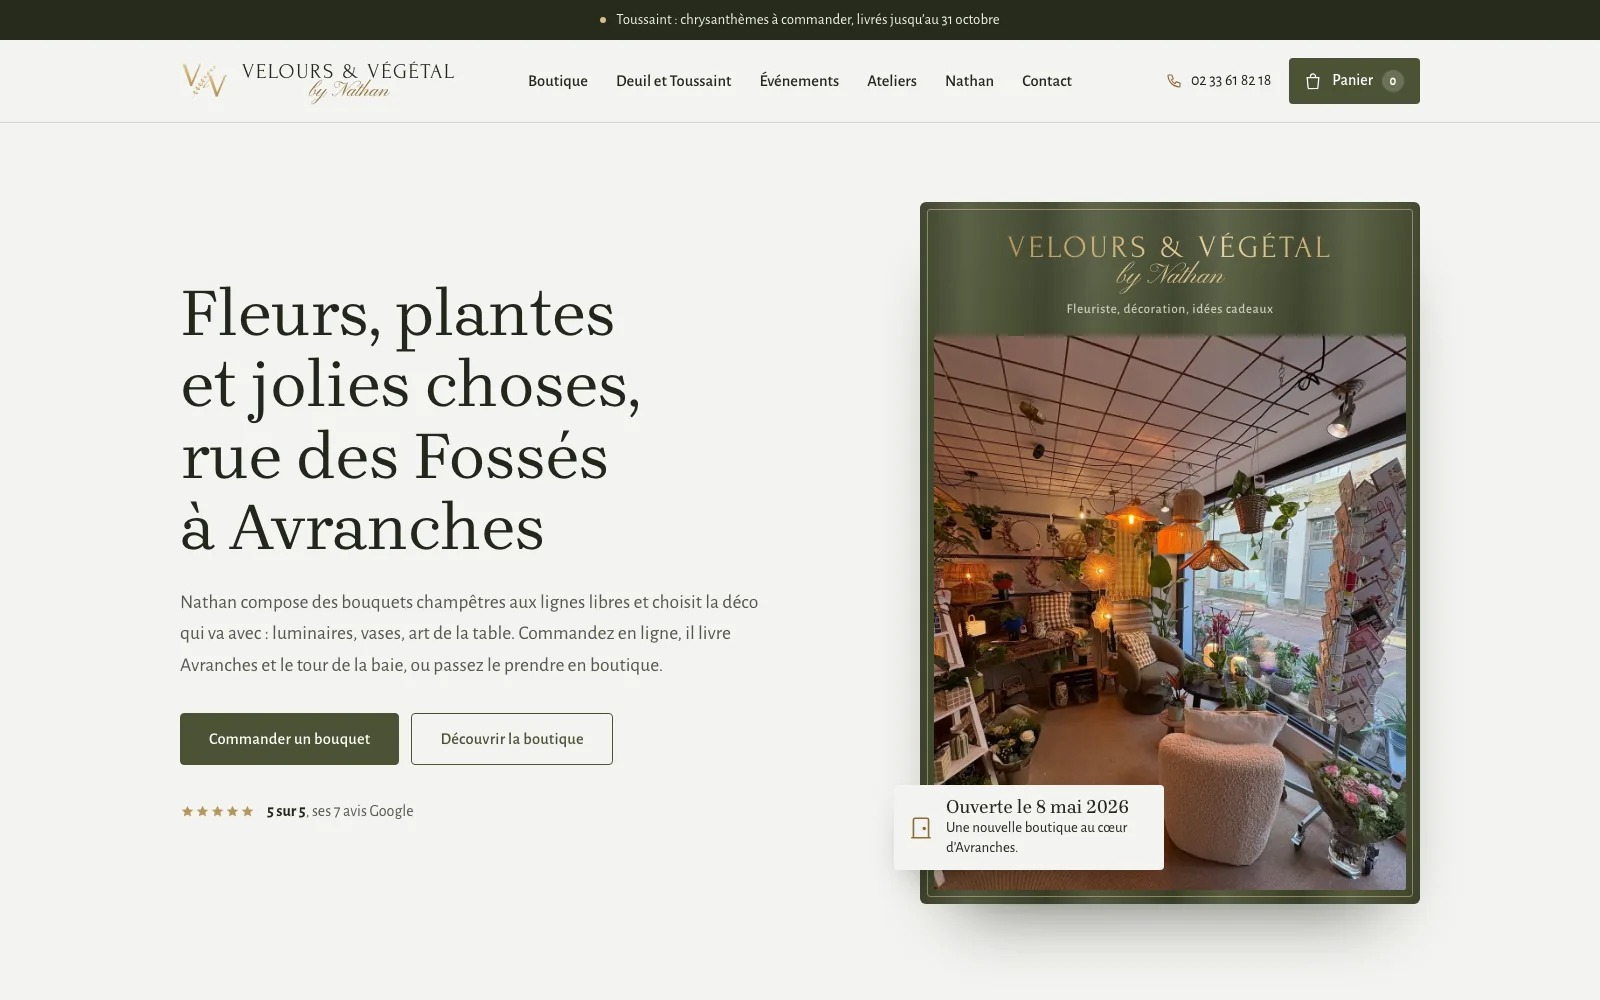 Toussaint : chrysanthèmes à commander, livrés jusqu'au 31 octobre
VV
VELOURS & VÉGÉTAL
by Nathan
Boutique
Deuil et Toussaint
Événements
Ateliers
Nathan
Contact
02 33 61 82 18
Panier 0
Fleurs, plantes
et jolies choses,
rue des Fossés
à Avranches
Nathan compose des bouquets champêtres aux lignes libres et choisit la déco
qui va avec : luminaires, vases, art de la table. Commandez en ligne, il livre
Avranches et le tour de la baie, ou passez le prendre en boutique.
Commander un bouquet
Découvrir la boutique
5 sur 5, ses 7 avis Google
VELOURS & VÉGÉTAL
by Nathan
Fleuriste, décoration, idées cadeaux
Ouverte le 8 mai 2026
Une nouvelle boutique au cœur
d'Avranches.